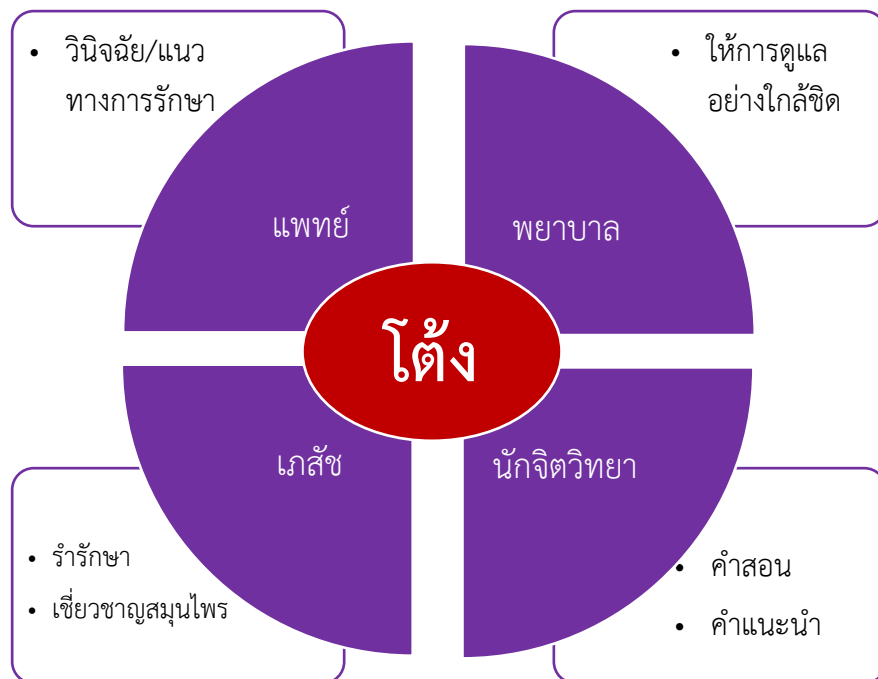 • วินิจฉัย/แนว
ทางการรักษา
• ให้การดูแล
อย่างใกล้ชิด
แพทย์
พยาบาล
โต้ง
เภสัช
นักจิตวิทยา
• รำรักษา
• เชี่ยวชาญสมุนไพร
• คำสอน
• คำแนะนำ